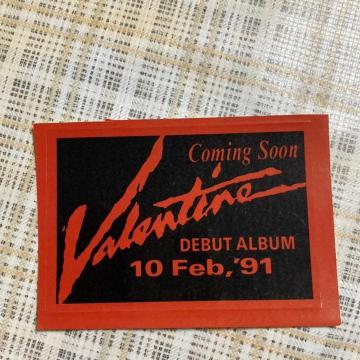 Coming Soon
Valentine
DEBUT ALBUM
10 Feb,'91